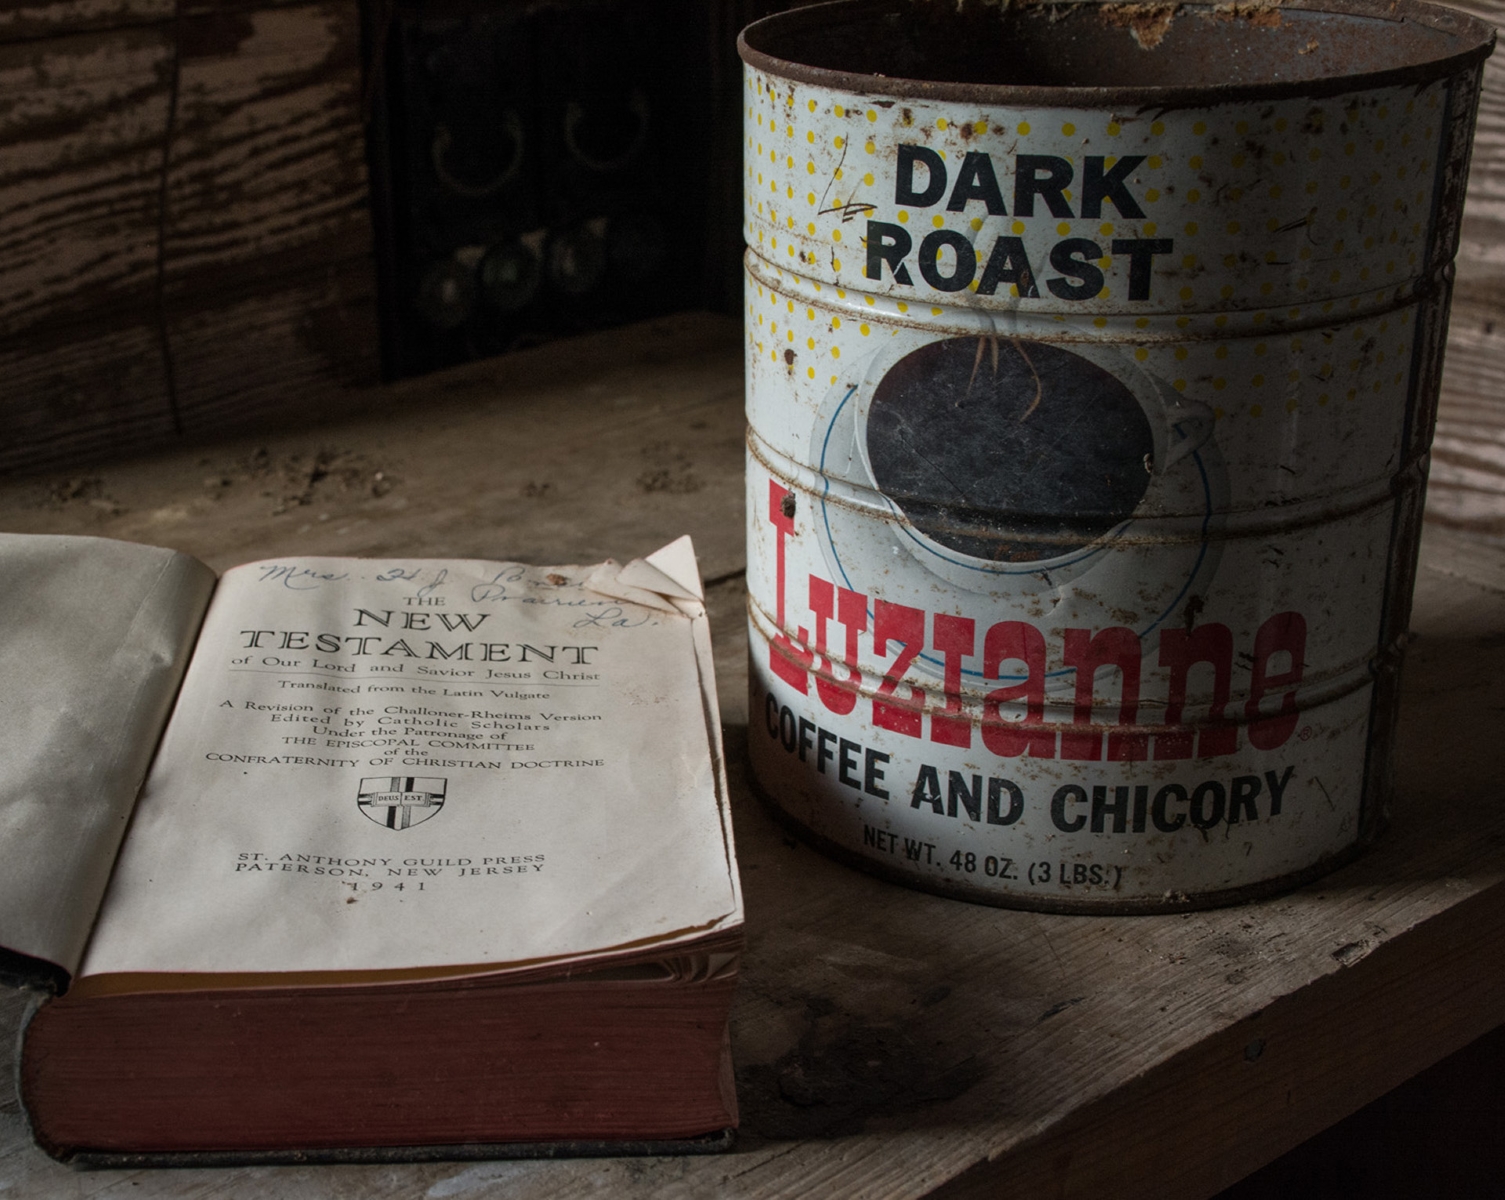 Mrs. H J
Prairie
La.
THE
NEW
TESTAMENT
of Our Lord and Savior Jesus Christ
Translated from the Latin Vulgate
A Revision of the Challoner-Rheims Version
Edited by Catholic Scholars
Under the Patronage of
THE EPISCOPAL COMMITTEE
of the
CONFRATERNITY OF CHRISTIAN DOCTRINE
DEUS EST
ST. ANTHONY GUILD PRESS
PATERSON, NEW JERSEY
1941
DARK
ROAST
Luzianne®
COFFEE AND CHICORY
NET WT. 48 OZ. (3 LBS.)